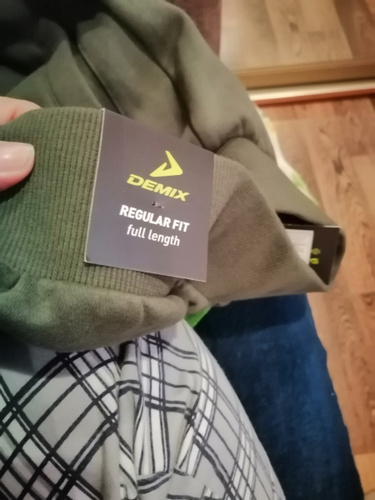 DEMIX
REGULAR FIT
full length